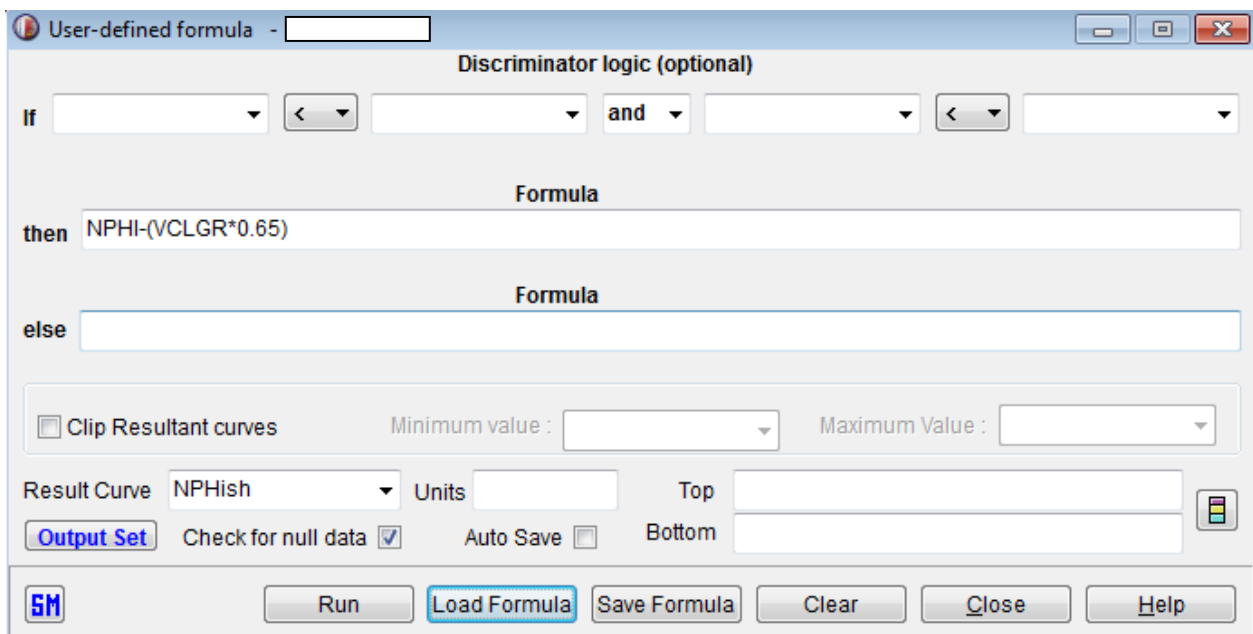 User-defined formula -
Discriminator logic (optional)
If < and <
Formula
then NPHI-(VCLGR*0.65)
Formula
else
Clip Resultant curves Minimum value : Maximum Value :
Result Curve NPHish Units Top
Output Set Check for null data Auto Save Bottom
SM Run Load Formula Save Formula Clear Close Help